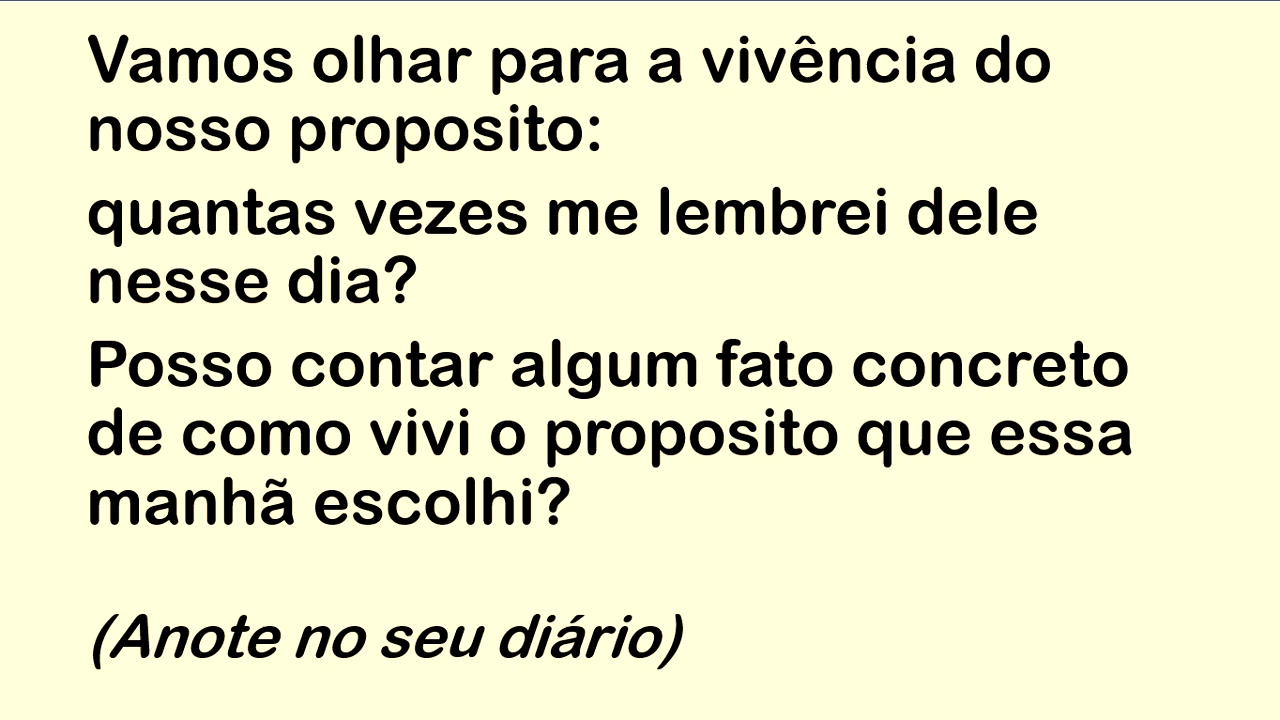 Vamos olhar para a vivência do
nosso proposito:
quantas vezes me lembrei dele
nesse dia?
Posso contar algum fato concreto
de como vivi o proposito que essa
manhã escolhi?
(Anote no seu diário)